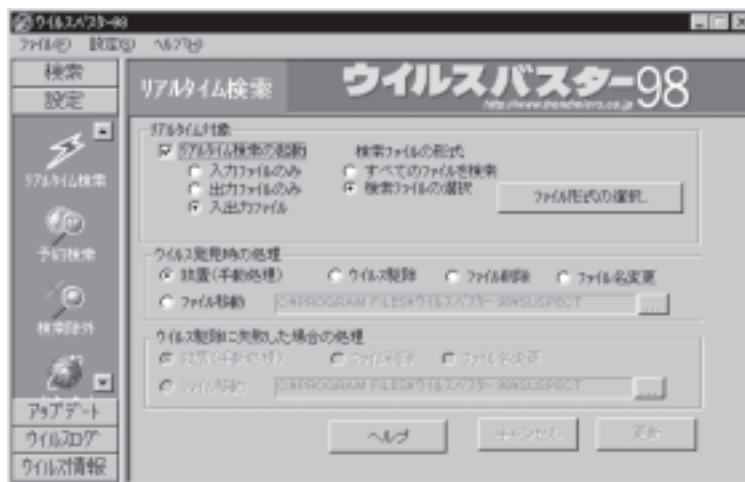 ウイルスバスター98
ファイル(F) 設定(S) ヘルプ(H)
検索
設定
リアルタイム検索
予約検索
検索除外
アップデート
ウイルスログ
ウイルス情報
リアルタイム検索
ウイルスバスター98
http://www.trendmicro.co.jp
リアルタイム対象
リアルタイム検索の起動
入力ファイルのみ
出力ファイルのみ
入出力ファイル
検索ファイルの形式
すべてのファイルを検索
検索ファイルの選択
ファイル形式の選択...
ウイルス発見時の処理
放置(手動処理) ウイルス駆除 ファイル削除 ファイル名変更
ファイル移動 C:¥PROGRAM FILES¥ウイルスバスター98¥SUSPECT ...
ウイルス駆除に失敗した場合の処理
放置(手動処理) ファイル削除 ファイル名変更
ファイル移動 C:¥PROGRAM FILES¥ウイルスバスター98¥SUSPECT ...
ヘルプ キャンセル 更新